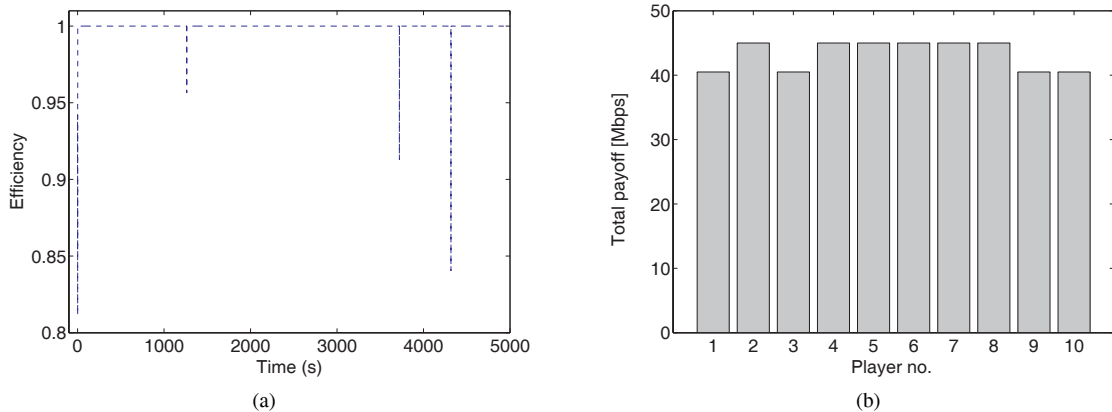 1
0.95
0.9
0.85
0.8
Efficiency
0 1000 2000 3000 4000 5000
Time (s)
(a)
50
40
30
20
10
0
Total payoff [Mbps]
1 2 3 4 5 6 7 8 9 10
Player no.
(b)